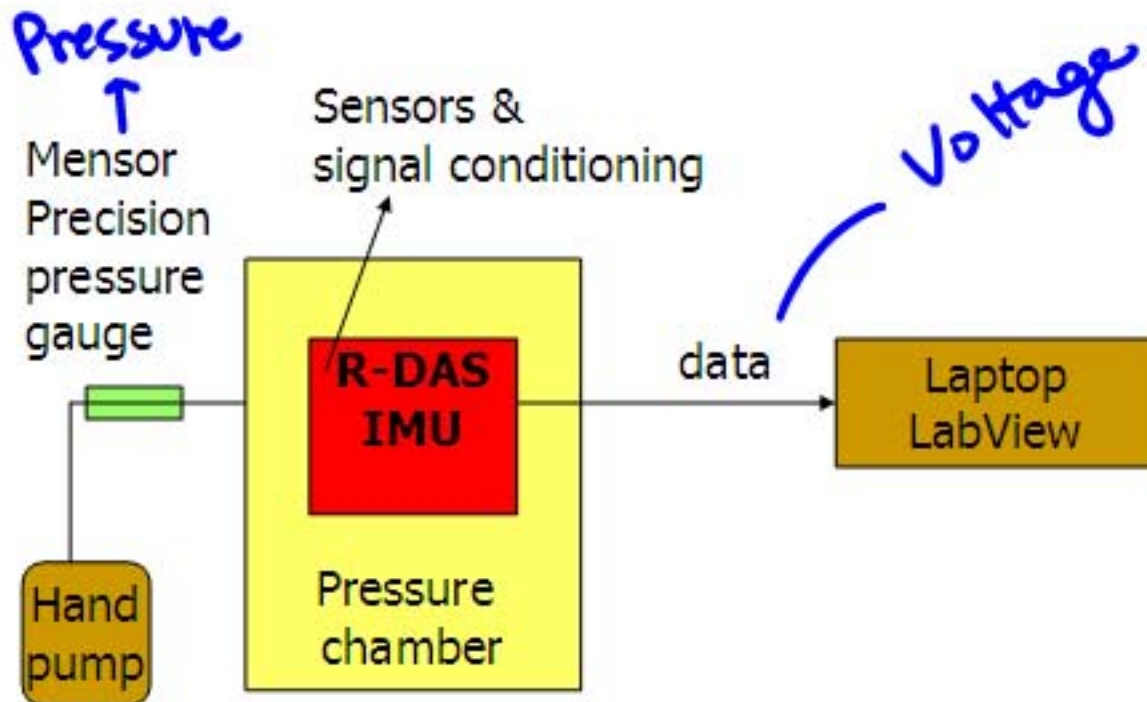 Pressure
Mensor
Precision
pressure
gauge
Sensors &
signal conditioning
Voltage
R-DAS
IMU
data
Laptop
LabView
Hand
pump
Pressure
chamber